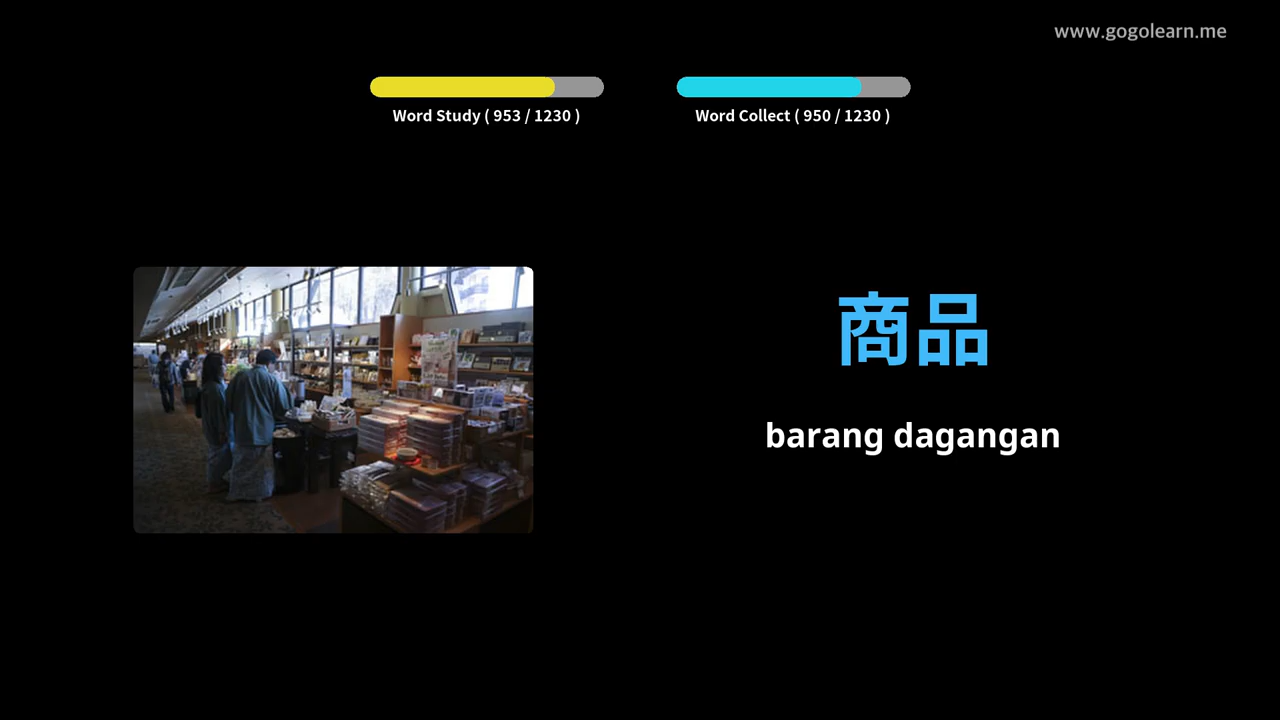 www.gogolearn.me
Word Study ( 953 / 1230 )
Word Collect ( 950 / 1230 )
商品
barang dagangan